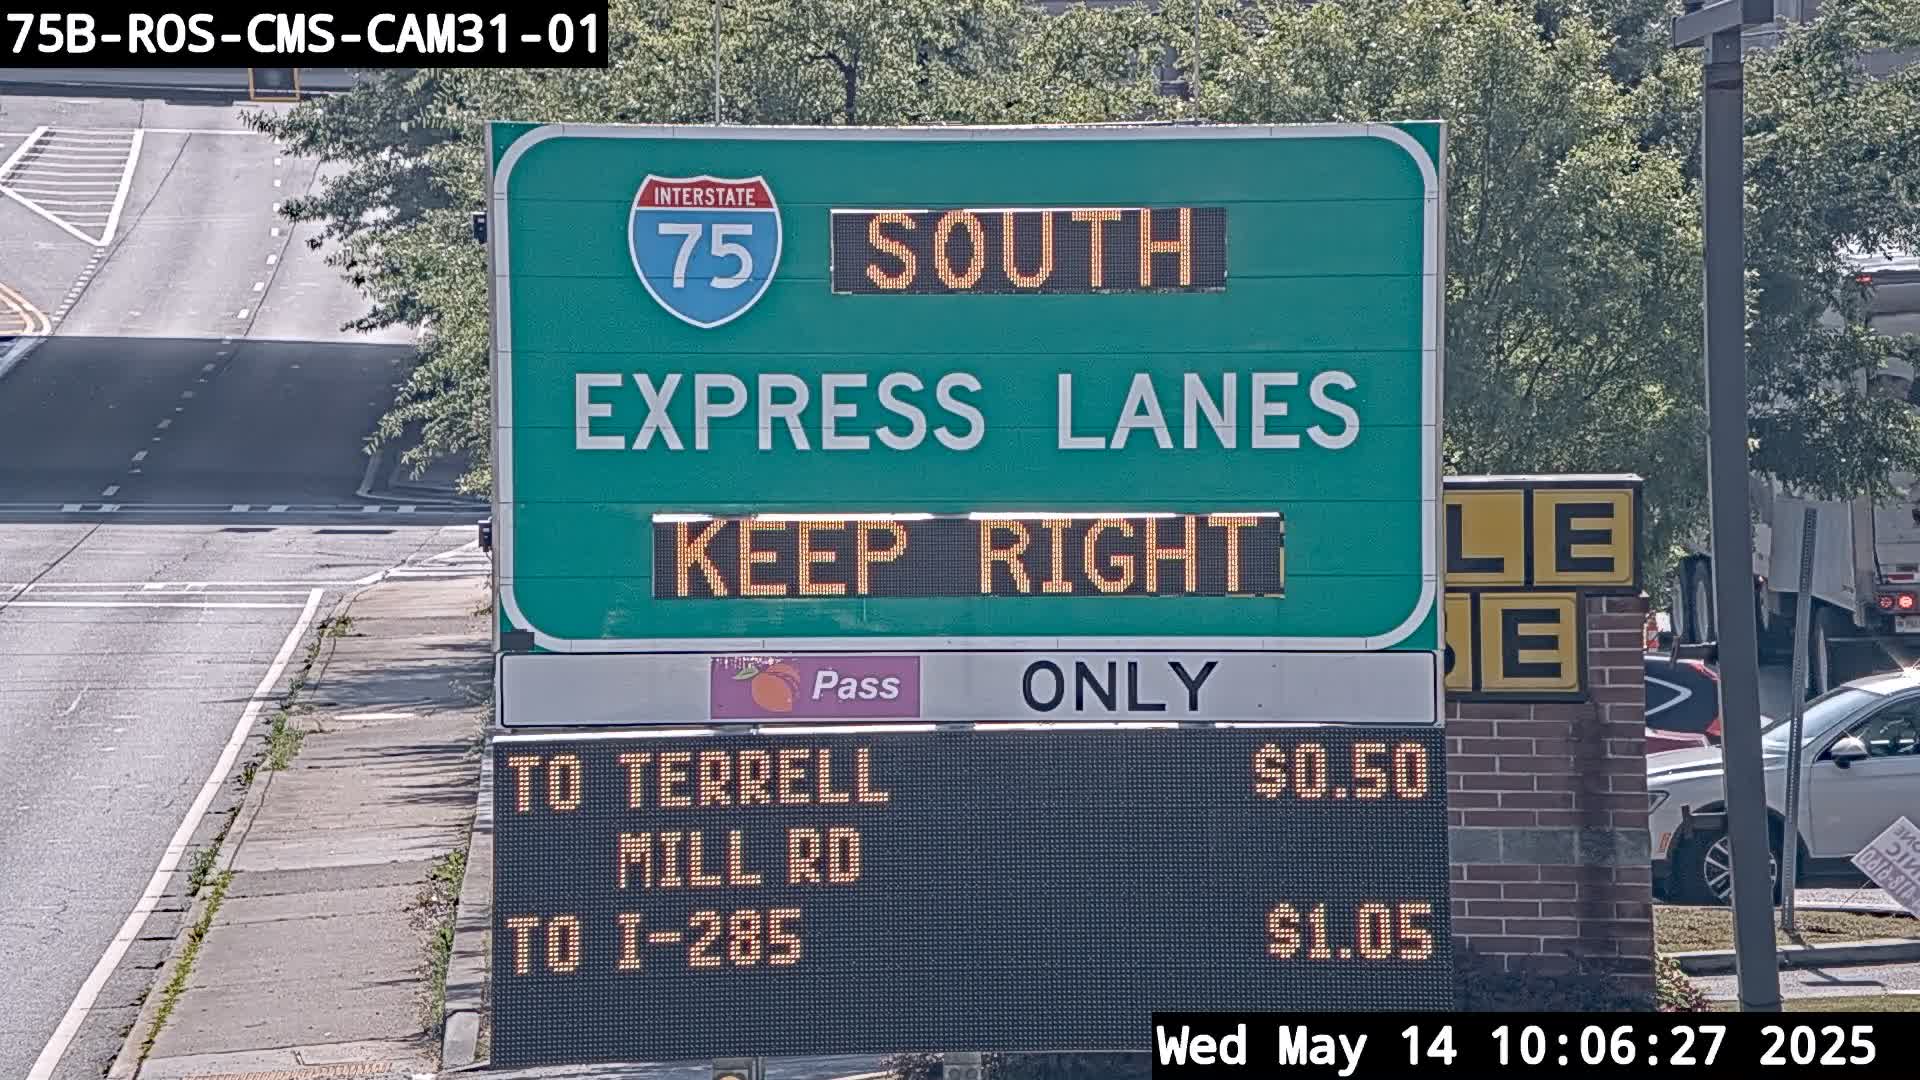 75B-ROS-CMS-CAM31-01
INTERSTATE
75
SOUTH
EXPRESS LANES
KEEP RIGHT
Pass ONLY
TO TERRELL $0.50
MILL RD
TO I-285 $1.05
LE
E
Wed May 14 10:06:27 2025